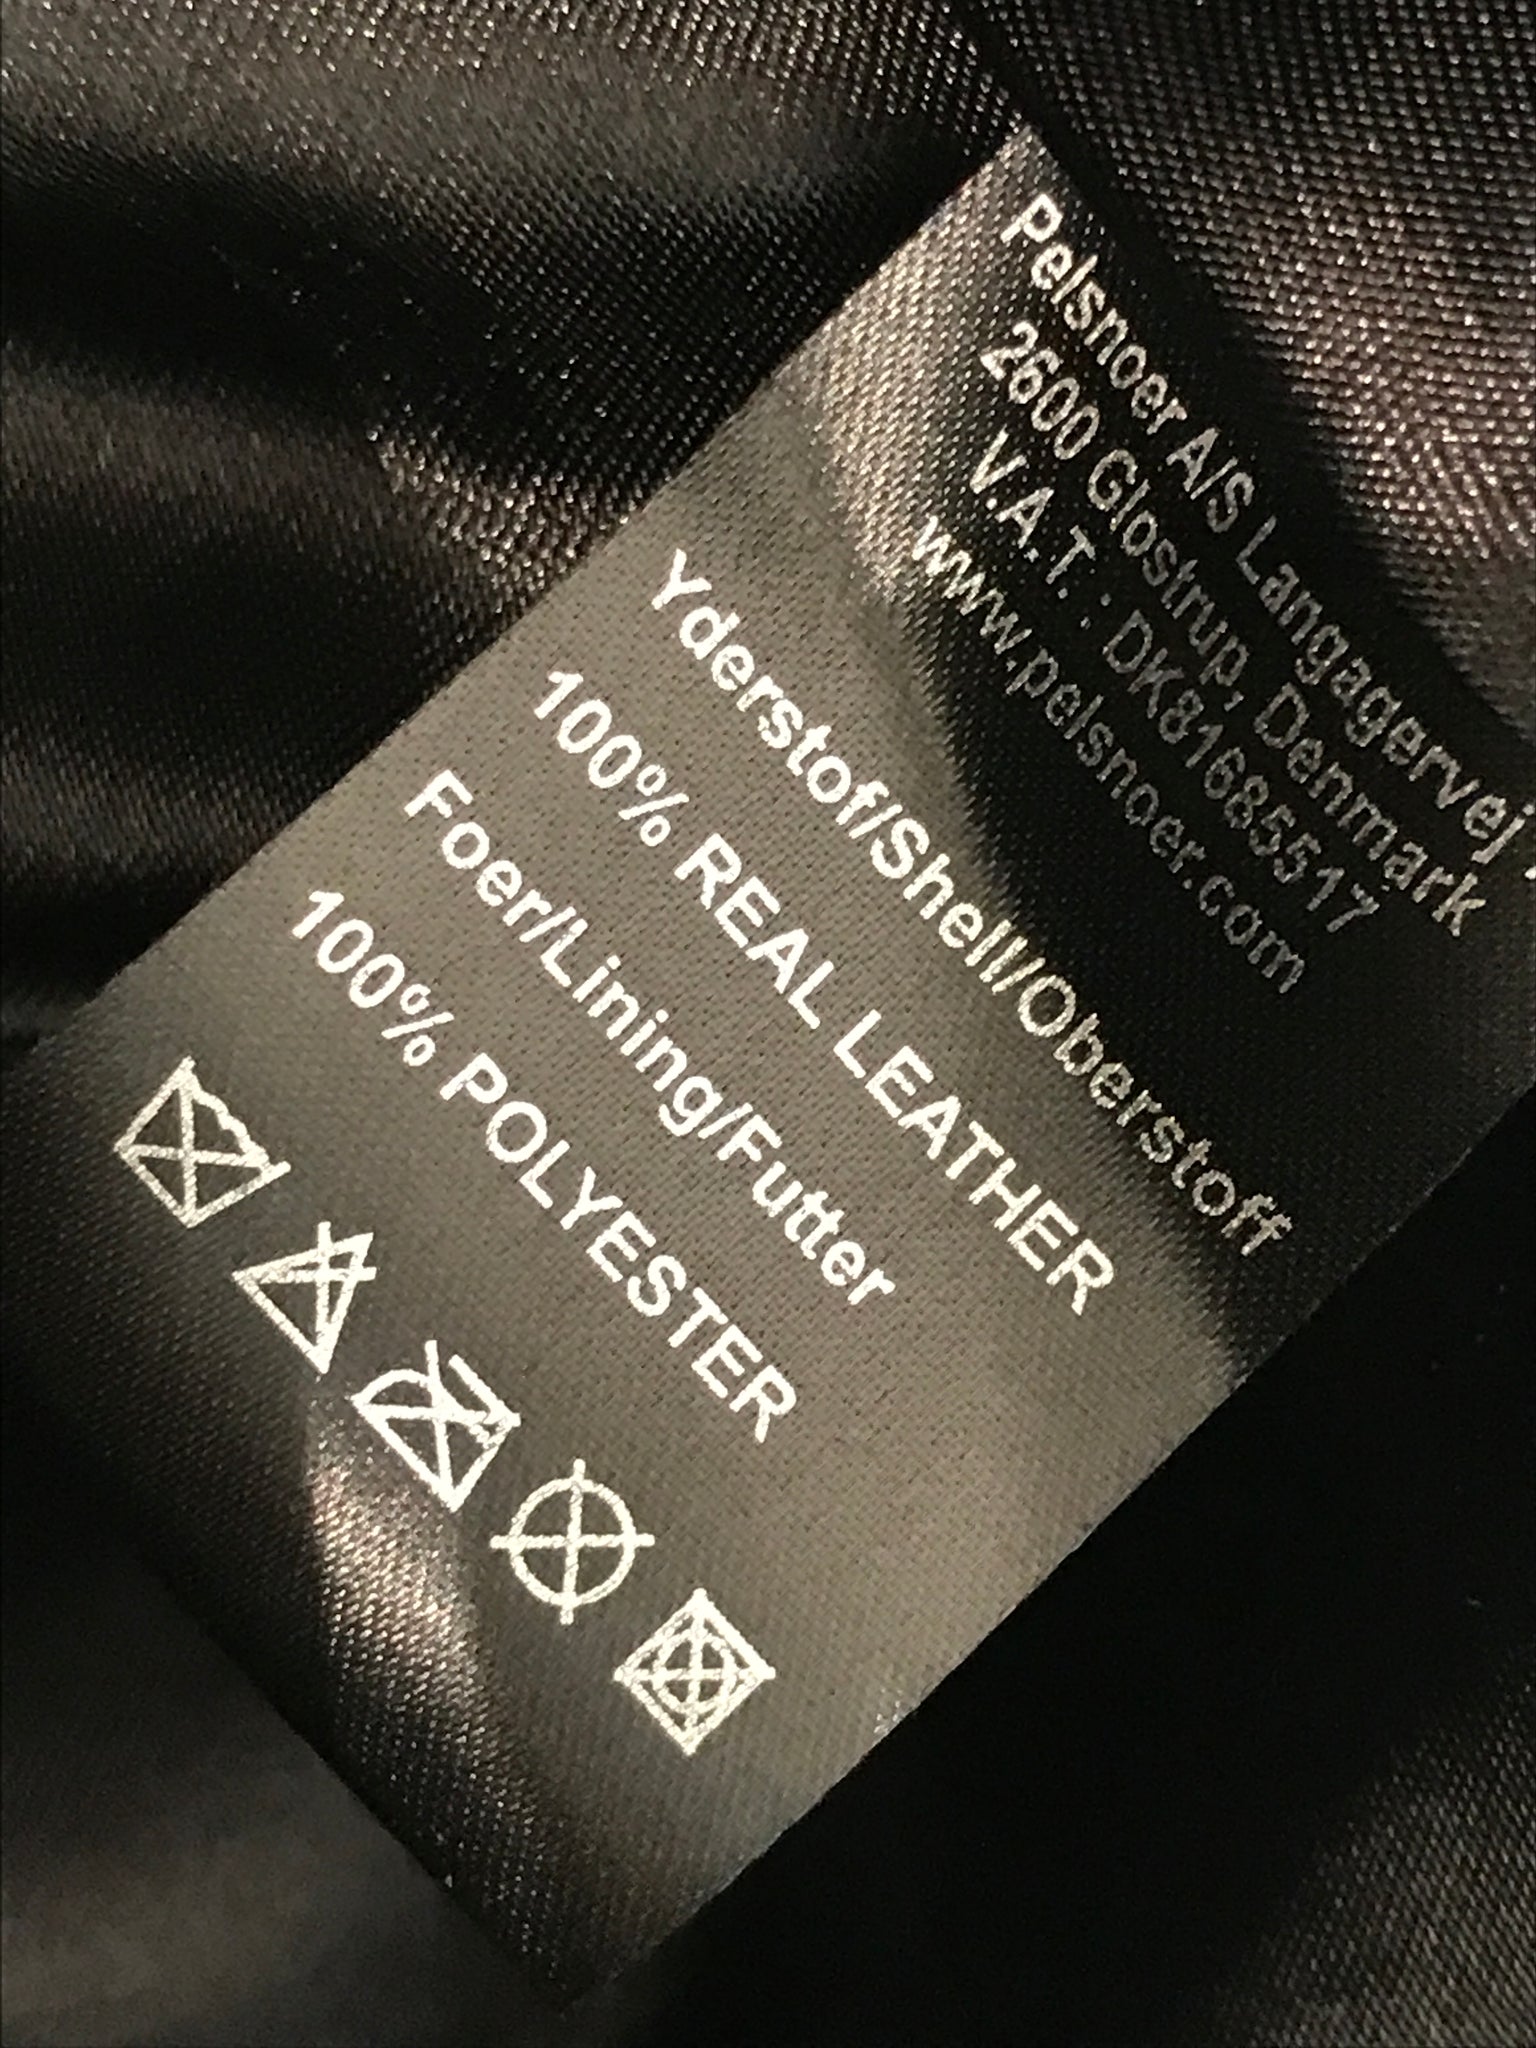 Pelsnoer A/S Langagervej
2600 Glostrup, Denmark
V.A.T. : DK81685517
www.pelsnoer.com
Yderstof/Shell/Oberstoff
100% REAL LEATHER
Foer/Lining/Futter
100% POLYESTER